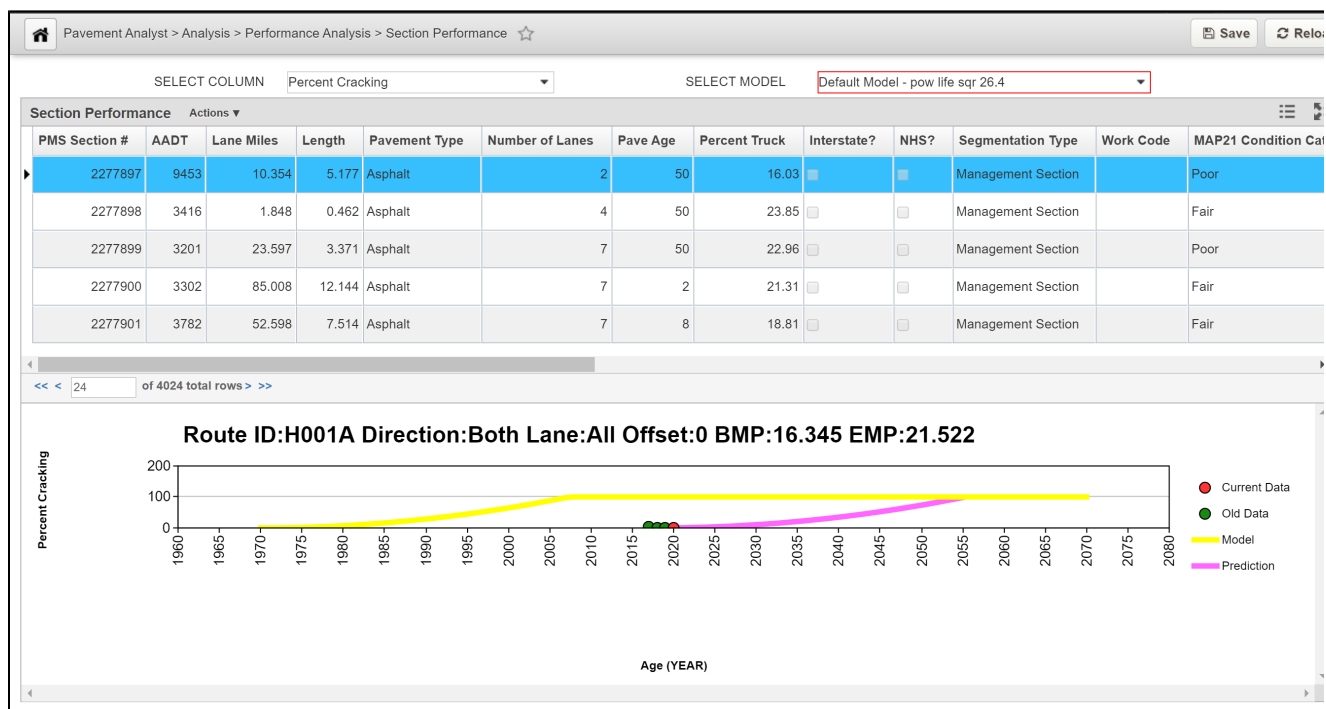 Pavement Analyst > Analysis > Performance Analysis > Section Performance
Save
Reloa
SELECT COLUMN Percent Cracking SELECT MODEL Default Model - pow life sqr 26.4
Section Performance Actions ▼
PMS Section # AADT Lane Miles Length Pavement Type Number of Lanes Pave Age Percent Truck Interstate? NHS? Segmentation Type Work Code MAP21 Condition Cat
2277897 9453 10.354 5.177 Asphalt 2 50 16.03 Management Section Poor
2277898 3416 1.848 0.462 Asphalt 4 50 23.85 Management Section Fair
2277899 3201 23.597 3.371 Asphalt 7 50 22.96 Management Section Poor
2277900 3302 85.008 12.144 Asphalt 7 2 21.31 Management Section Fair
2277901 3782 52.598 7.514 Asphalt 7 8 18.81 Management Section Fair
<< < 24 of 4024 total rows > >>
Route ID:H001A Direction:Both Lane:All Offset:0 BMP:16.345 EMP:21.522
Percent Cracking
200
100
0
1960 1965 1970 1975 1980 1985 1990 1995 2000 2005 2010 2015 2020 2025 2030 2035 2040 2045 2050 2055 2060 2065 2070 2075 2080
Age (YEAR)
Current Data
Old Data
Model
Prediction